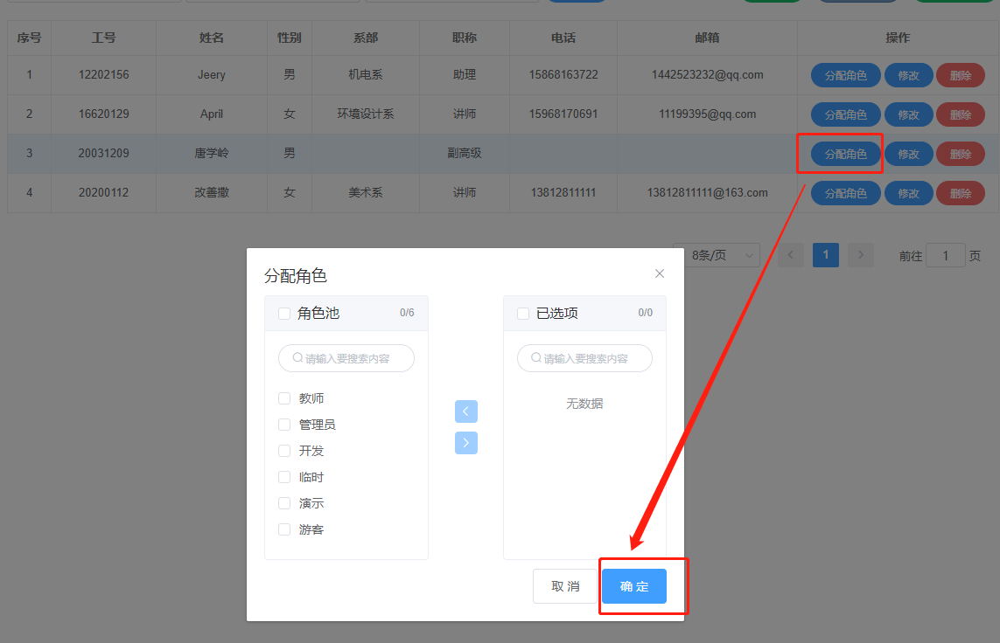 序号 工号 姓名 性别 系部 职称 电话 邮箱 操作
1 12202156 Jeery 男 机电系 助理 15868163722 1442523232@qq.com 分配角色 修改 删除
2 16620129 April 女 环境设计系 讲师 15968170691 11199395@qq.com 分配角色 修改 删除
3 20031209 唐学岭 男 副高级 分配角色 修改 删除
4 20200112 改善撒 女 美术系 讲师 13812811111 13812811111@163.com 分配角色 修改 删除
8条/页 1 前往 1 页
分配角色
角色池 0/6 已选项 0/0
请输入要搜索内容 请输入要搜索内容
教师 无数据
管理员
开发
临时
演示
游客
取 消 确 定